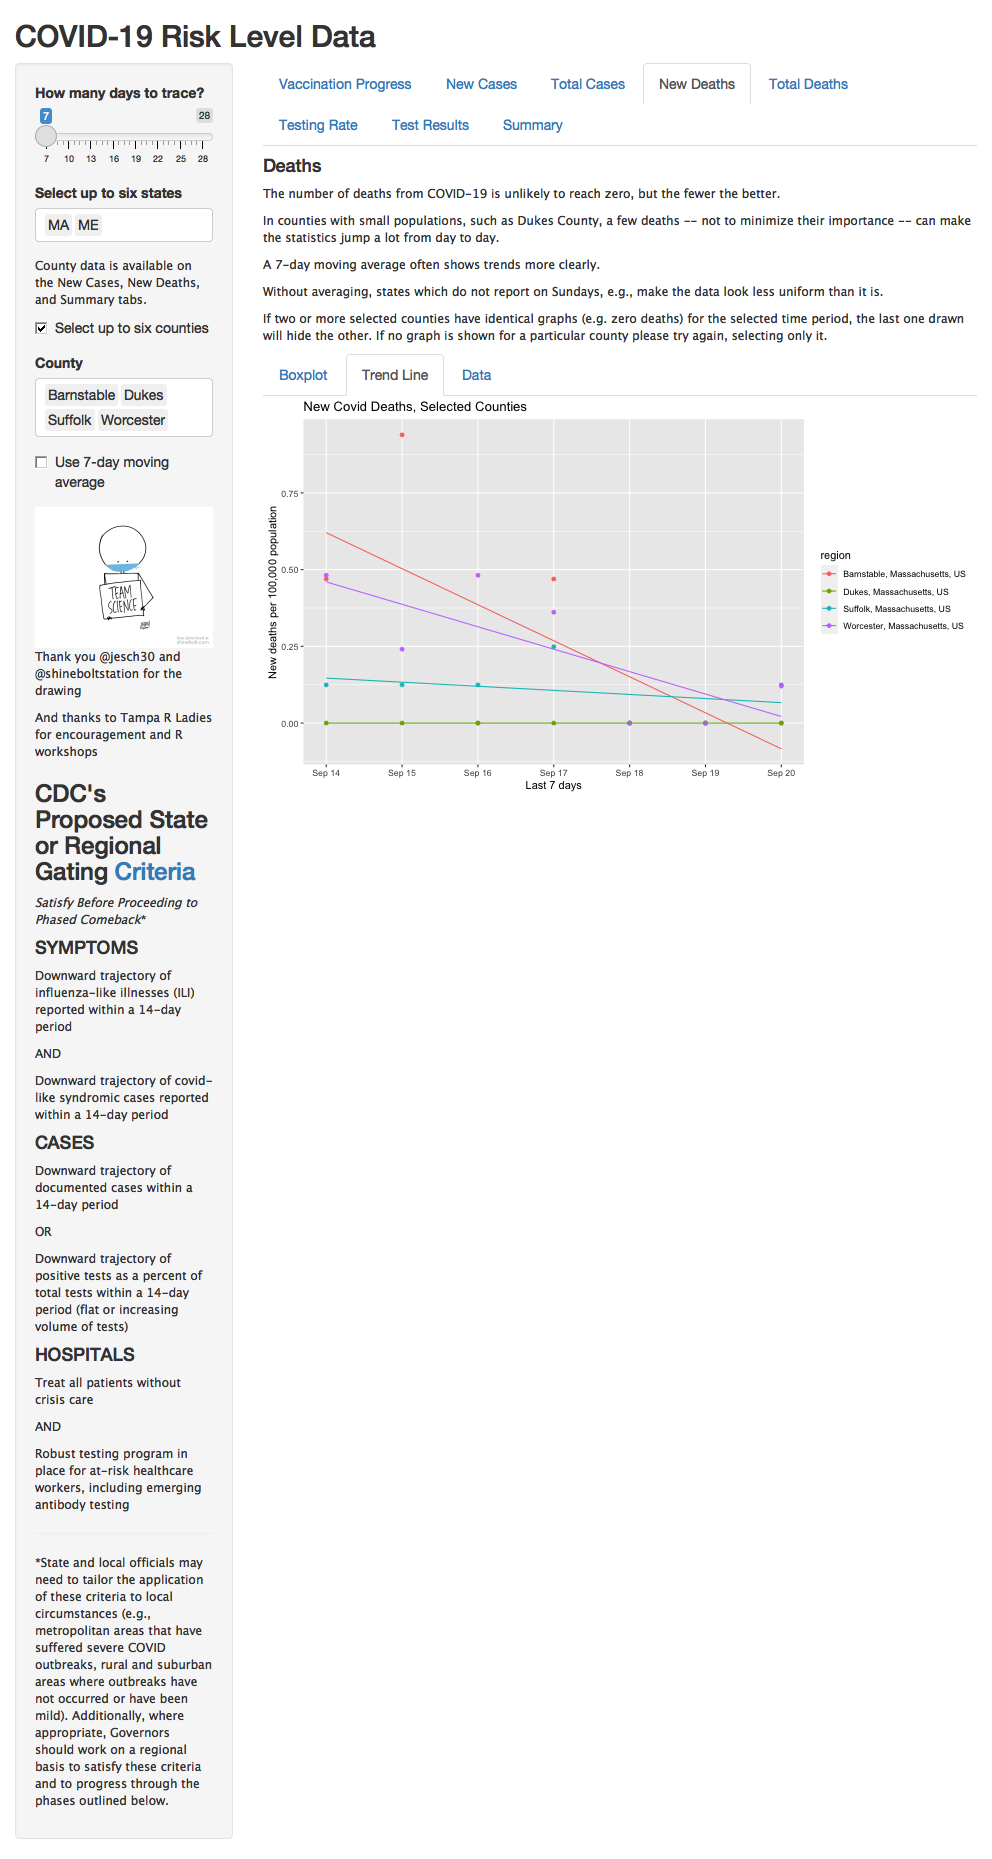 COVID-19 Risk Level Data
How many days to trace?
7
28
7 10 13 16 19 22 25 28
Select up to six states
MA ME
County data is available on
the New Cases, New Deaths,
and Summary tabs.
Select up to six counties
County
Barnstable Dukes
Suffolk Worcester
Use 7-day moving
average
TEAM
SCIENCE
Thank you @jesch30 and
@shineboltstation for the
drawing
And thanks to Tampa R Ladies
for encouragement and R
workshops
CDC's
Proposed State
or Regional
Gating Criteria
Satisfy Before Proceeding to
Phased Comeback*
SYMPTOMS
Downward trajectory of
influenza-like illnesses (ILI)
reported within a 14-day
period
AND
Downward trajectory of covid-
like syndromic cases reported
within a 14-day period
CASES
Downward trajectory of
documented cases within a
14-day period
OR
Downward trajectory of
positive tests as a percent of
total tests within a 14-day
period (flat or increasing
volume of tests)
HOSPITALS
Treat all patients without
crisis care
AND
Robust testing program in
place for at-risk healthcare
workers, including emerging
antibody testing
*State and local officials may
need to tailor the application
of these criteria to local
circumstances (e.g.,
metropolitan areas that have
suffered severe COVID
outbreaks, rural and suburban
areas where outbreaks have
not occurred or have been
mild). Additionally, where
appropriate, Governors
should work on a regional
basis to satisfy these criteria
and to progress through the
phases outlined below.
Vaccination Progress New Cases Total Cases New Deaths Total Deaths
Testing Rate Test Results Summary
Deaths
The number of deaths from COVID-19 is unlikely to reach zero, but the fewer the better.
In counties with small populations, such as Dukes County, a few deaths -- not to minimize their importance -- can make
the statistics jump a lot from day to day.
A 7-day moving average often shows trends more clearly.
Without averaging, states which do not report on Sundays, e.g., make the data look less uniform than it is.
If two or more selected counties have identical graphs (e.g. zero deaths) for the selected time period, the last one drawn
will hide the other. If no graph is shown for a particular county please try again, selecting only it.
Boxplot Trend Line Data
New Covid Deaths, Selected Counties
New deaths per 100,000 population
0.75
0.50
0.25
0.00
Sep 14 Sep 15 Sep 16 Sep 17 Sep 18 Sep 19 Sep 20
Last 7 days
region
Barnstable, Massachusetts, US
Dukes, Massachusetts, US
Suffolk, Massachusetts, US
Worcester, Massachusetts, US